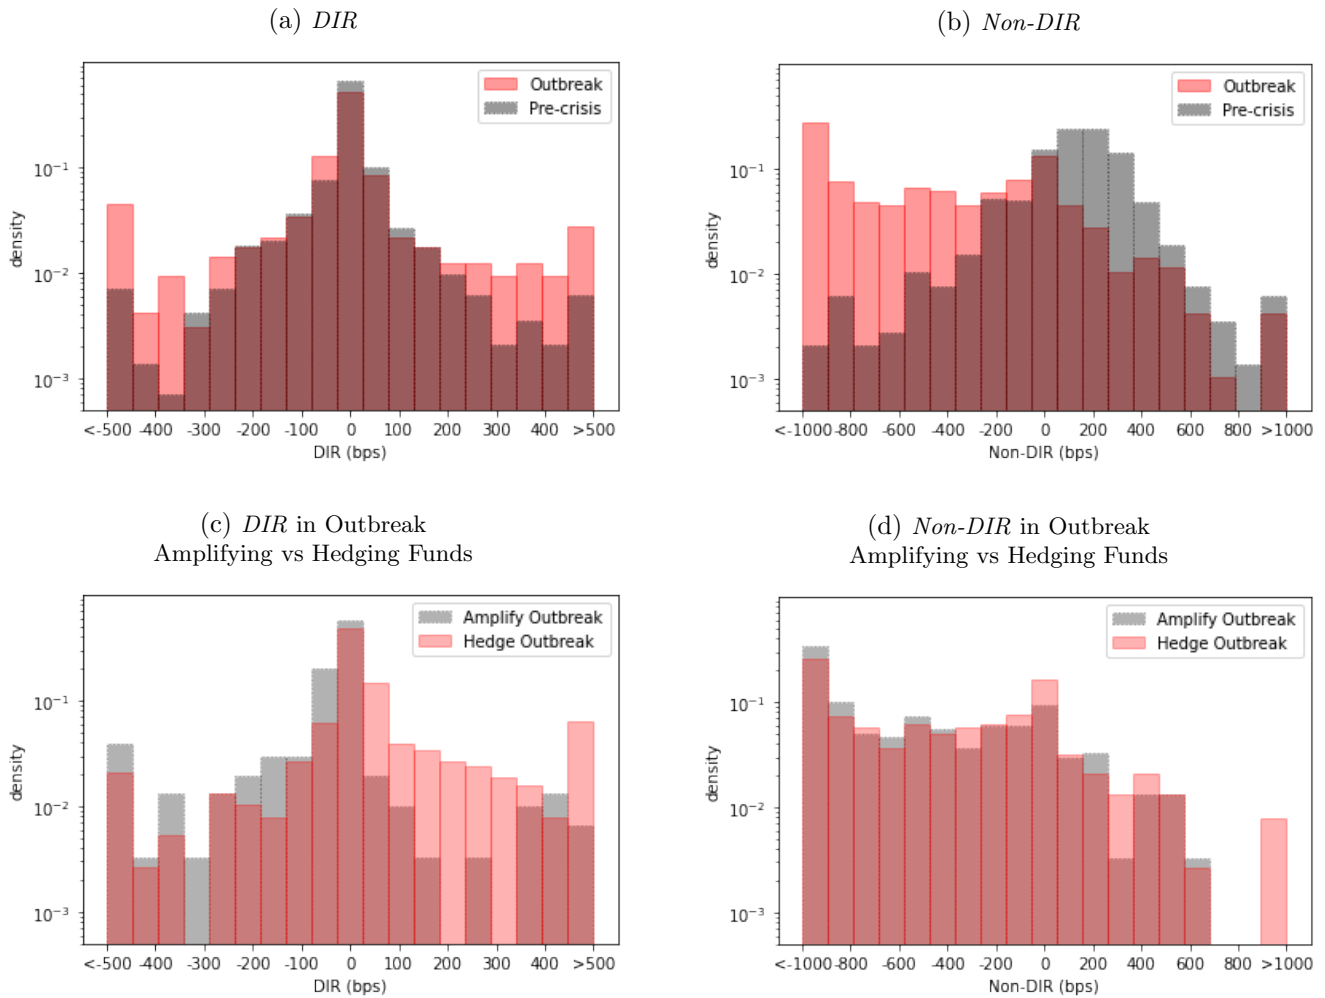 (a) DIR
Outbreak
Pre-crisis
10⁻¹
10⁻²
10⁻³
density
<-500 -400 -300 -200 -100 0 100 200 300 400 >500
DIR (bps)
(b) Non-DIR
Outbreak
Pre-crisis
10⁻¹
10⁻²
10⁻³
density
<-1000 -800 -600 -400 -200 0 200 400 600 800 >1000
Non-DIR (bps)
(c) DIR in Outbreak
Amplifying vs Hedging Funds
Amplify Outbreak
Hedge Outbreak
10⁻¹
10⁻²
10⁻³
density
<-500 -400 -300 -200 -100 0 100 200 300 400 >500
DIR (bps)
(d) Non-DIR in Outbreak
Amplifying vs Hedging Funds
Amplify Outbreak
Hedge Outbreak
10⁻¹
10⁻²
10⁻³
density
<-1000 -800 -600 -400 -200 0 200 400 600 800 >1000
Non-DIR (bps)